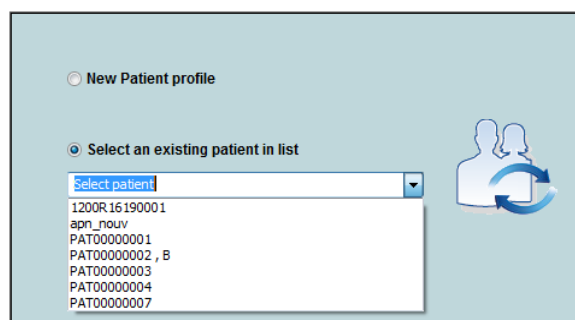 New Patient profile
Select an existing patient in list
Select patient
1200R16190001
apn_nouv
PAT00000001
PAT00000002 , B
PAT00000003
PAT00000004
PAT00000007